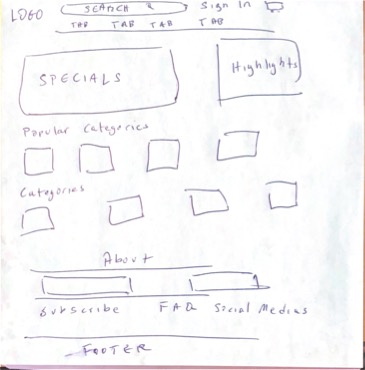 LOGO SEARCH Sign In
TAB TAB TAB TAB
SPECIALS Highlights
Popular Categories
Categories
About
Subscribe FAQ Social Medias
FOOTER